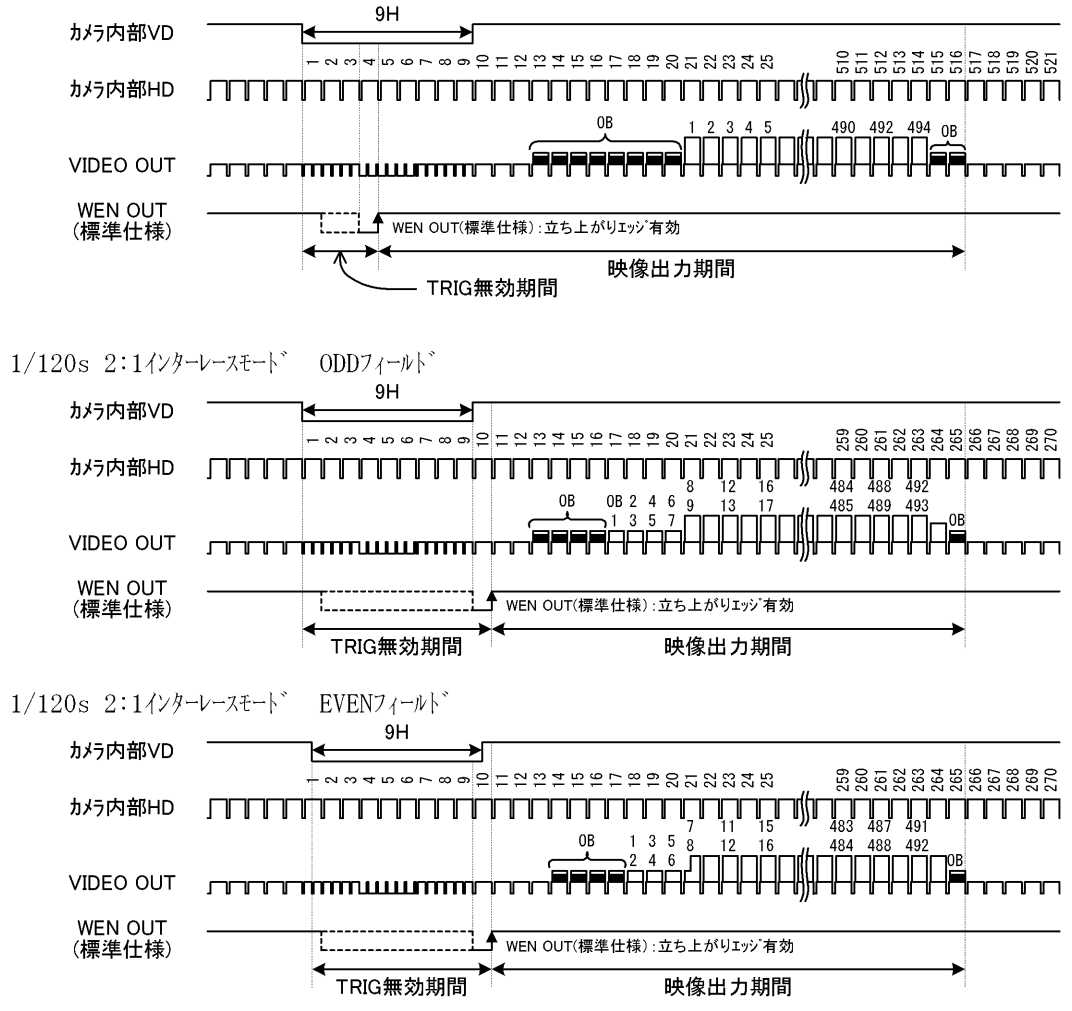 9H
ｶﾒﾗ内部VD
1 2 3 4 5 6 7 8 9 10 11 12 13 14 15 16 17 18 19 20 21 22 23 24 25 510 511 512 513 514 515 516 517 518 519 520 521
ｶﾒﾗ内部HD
OB 1 2 3 4 5 490 492 494 OB
VIDEO OUT
WEN OUT
(標準仕様)
WEN OUT(標準仕様):立ち上がりｴｯｼﾞ有効
映像出力期間
TRIG無効期間
1/120s 2:1ｲﾝﾀｰﾚｰｽﾓｰﾄﾞ ODDﾌｨｰﾙﾄﾞ
9H
ｶﾒﾗ内部VD
1 2 3 4 5 6 7 8 9 10 11 12 13 14 15 16 17 18 19 20 21 22 23 24 25 259 260 261 262 263 264 265 266 267 268 269 270
ｶﾒﾗ内部HD
8 12 16 484 488 492
OB OB 2 4 6
1 3 5 7 9 13 17 485 489 493 OB
VIDEO OUT
WEN OUT
(標準仕様)
WEN OUT(標準仕様):立ち上がりｴｯｼﾞ有効
TRIG無効期間 映像出力期間
1/120s 2:1ｲﾝﾀｰﾚｰｽﾓｰﾄﾞ EVENﾌｨｰﾙﾄﾞ
9H
ｶﾒﾗ内部VD
1 2 3 4 5 6 7 8 9 10 11 12 13 14 15 16 17 18 19 20 21 22 23 24 25 259 260 261 262 263 264 265 266 267 268 269 270
ｶﾒﾗ内部HD
7 11 15 483 487 491
OB 1 3 5
2 4 6 8 12 16 484 488 492 OB
VIDEO OUT
WEN OUT
(標準仕様)
WEN OUT(標準仕様):立ち上がりｴｯｼﾞ有効
TRIG無効期間 映像出力期間